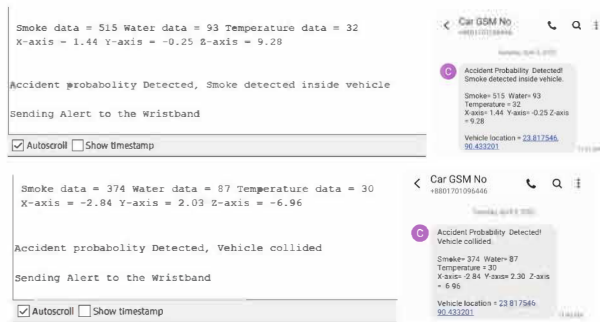 Smoke data = 515 Water data = 93 Temperature data = 32
X-axis = 1.44 Y-axis = -0.25 Z-axis = 9.28
Accident probabolity Detected, Smoke detected inside vehicle
Sending Alert to the Wristband
Autoscroll Show timestamp
Car GSM No
+8801701096446
C
Accident Probability Detected!
Smoke detected inside vehicle.
Smoke= 515 Water= 93
Temperature = 32
X-axis= 1.44 Y-axis= -0.25 Z-axis
= 9.28
Vehicle location = 23.817546,
90.433201
Smoke data = 374 Water data = 87 Temperature data = 30
X-axis = -2.84 Y-axis = 2.03 Z-axis = -6.96
Accident probabolity Detected, Vehicle collided
Sending Alert to the Wristband
Autoscroll Show timestamp
Car GSM No
+8801701096446
C
Accident Probability Detected!
Vehicle collided.
Smoke= 374 Water= 87
Temperature = 30
X-axis= -2.84 Y-axis= 2.30 Z-axis
= -6.96
Vehicle location = 23.817546,
90.433201